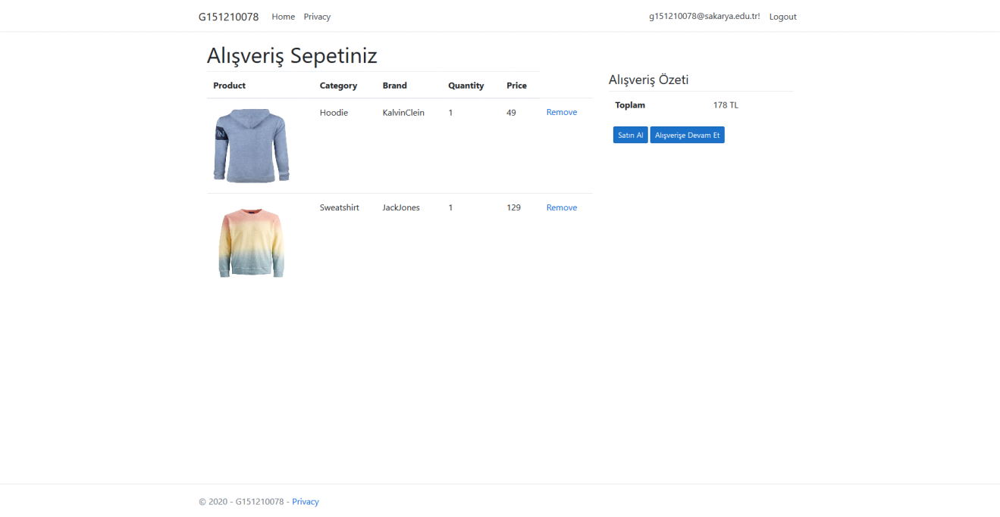 G151210078 Home Privacy g151210078@sakarya.edu.tr! Logout
Alışveriş Sepetiniz
Product Category Brand Quantity Price
Hoodie KalvinClein 1 49 Remove
IN
Sweatshirt JackJones 1 129 Remove
Alışveriş Özeti
Toplam 178 TL
Satın Al Alışverişe Devam Et
© 2020 - G151210078 - Privacy